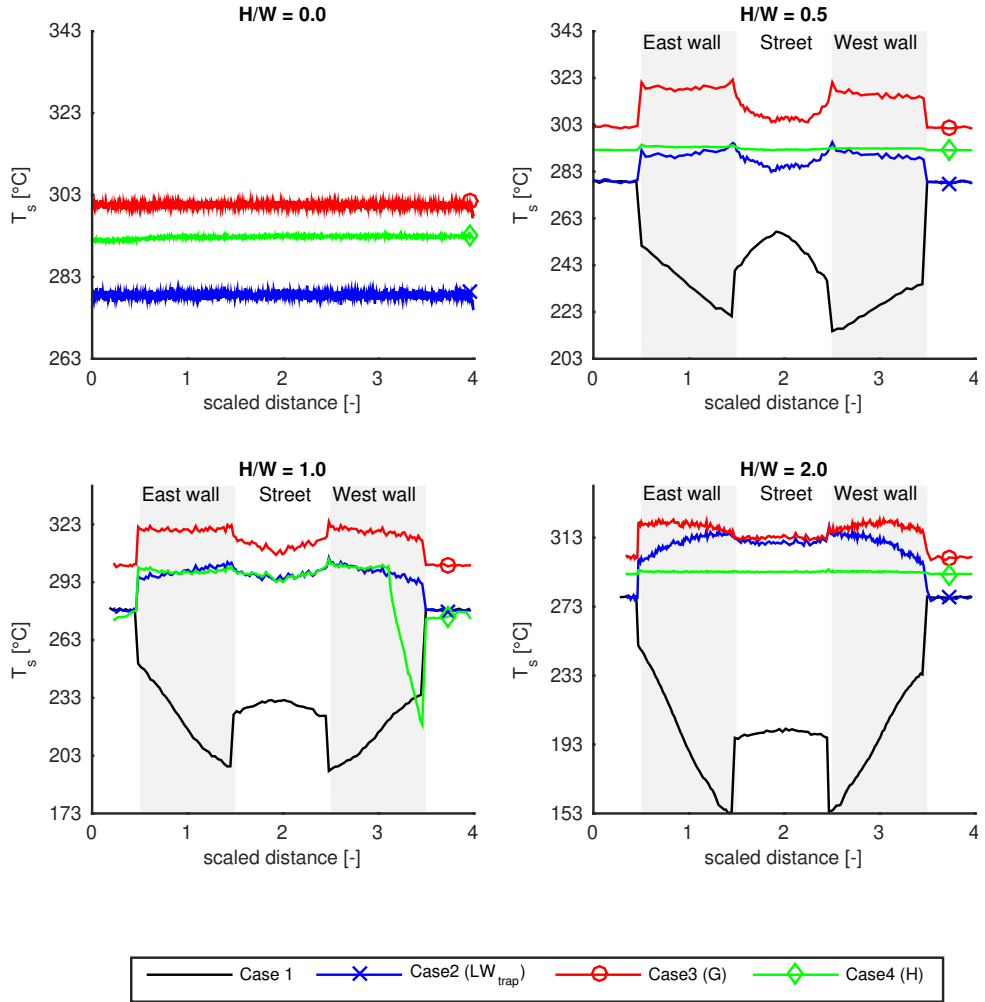 H/W = 0.0
343
323
303
283
263
T_s [°C]
0 1 2 3 4
scaled distance [-]
H/W = 0.5
East wall Street West wall
343
323
303
283
263
243
223
203
T_s [°C]
0 1 2 3 4
scaled distance [-]
H/W = 1.0
East wall Street West wall
323
293
263
233
203
173
T_s [°C]
0 1 2 3 4
scaled distance [-]
H/W = 2.0
East wall Street West wall
313
273
233
193
153
T_s [°C]
0 1 2 3 4
scaled distance [-]
Case 1 Case2 (LW_trap) Case3 (G) Case4 (H)